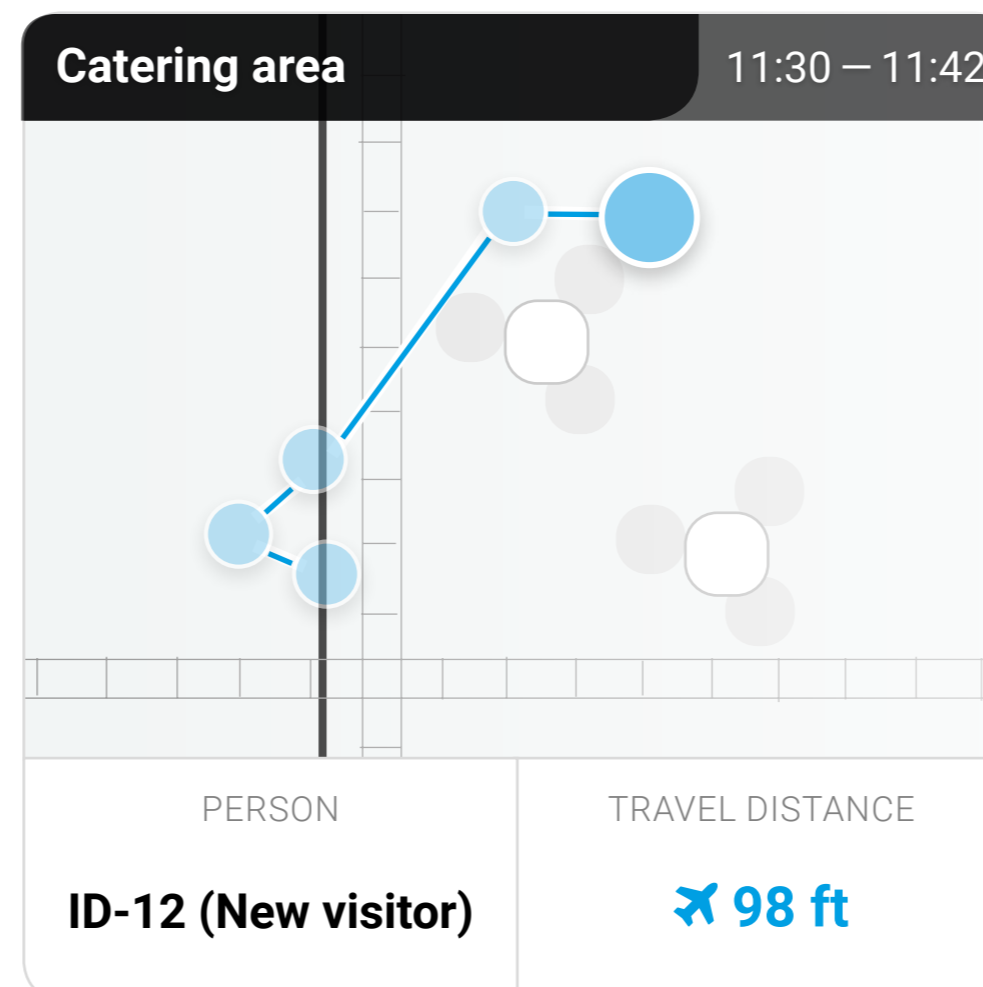 Catering area
11:30 — 11:42
PERSON
TRAVEL DISTANCE
ID-12 (New visitor)
98 ft